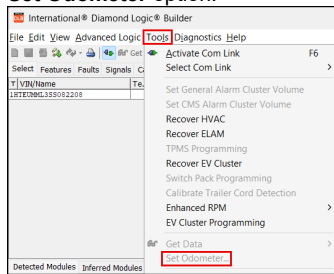 Set Odometer option.
International® Diamond Logic® Builder
File Edit View Advanced Logic Tools Diagnostics Help
Get
Select Features Faults Signals
T VIN/Name Te.
1HTEUMML3SS082208
Activate Com Link F6
Select Com Link >
Set General Alarm Cluster Volume
Set CMS Alarm Cluster Volume
Recover HVAC
Recover ELAM
TPMS Programming
Recover EV Cluster
Switch Pack Programming
Calibrate Trailer Cord Detection
Enhanced RPM >
EV Cluster Programming
Get Data >
Set Odometer...
Detected Modules Inferred Modules